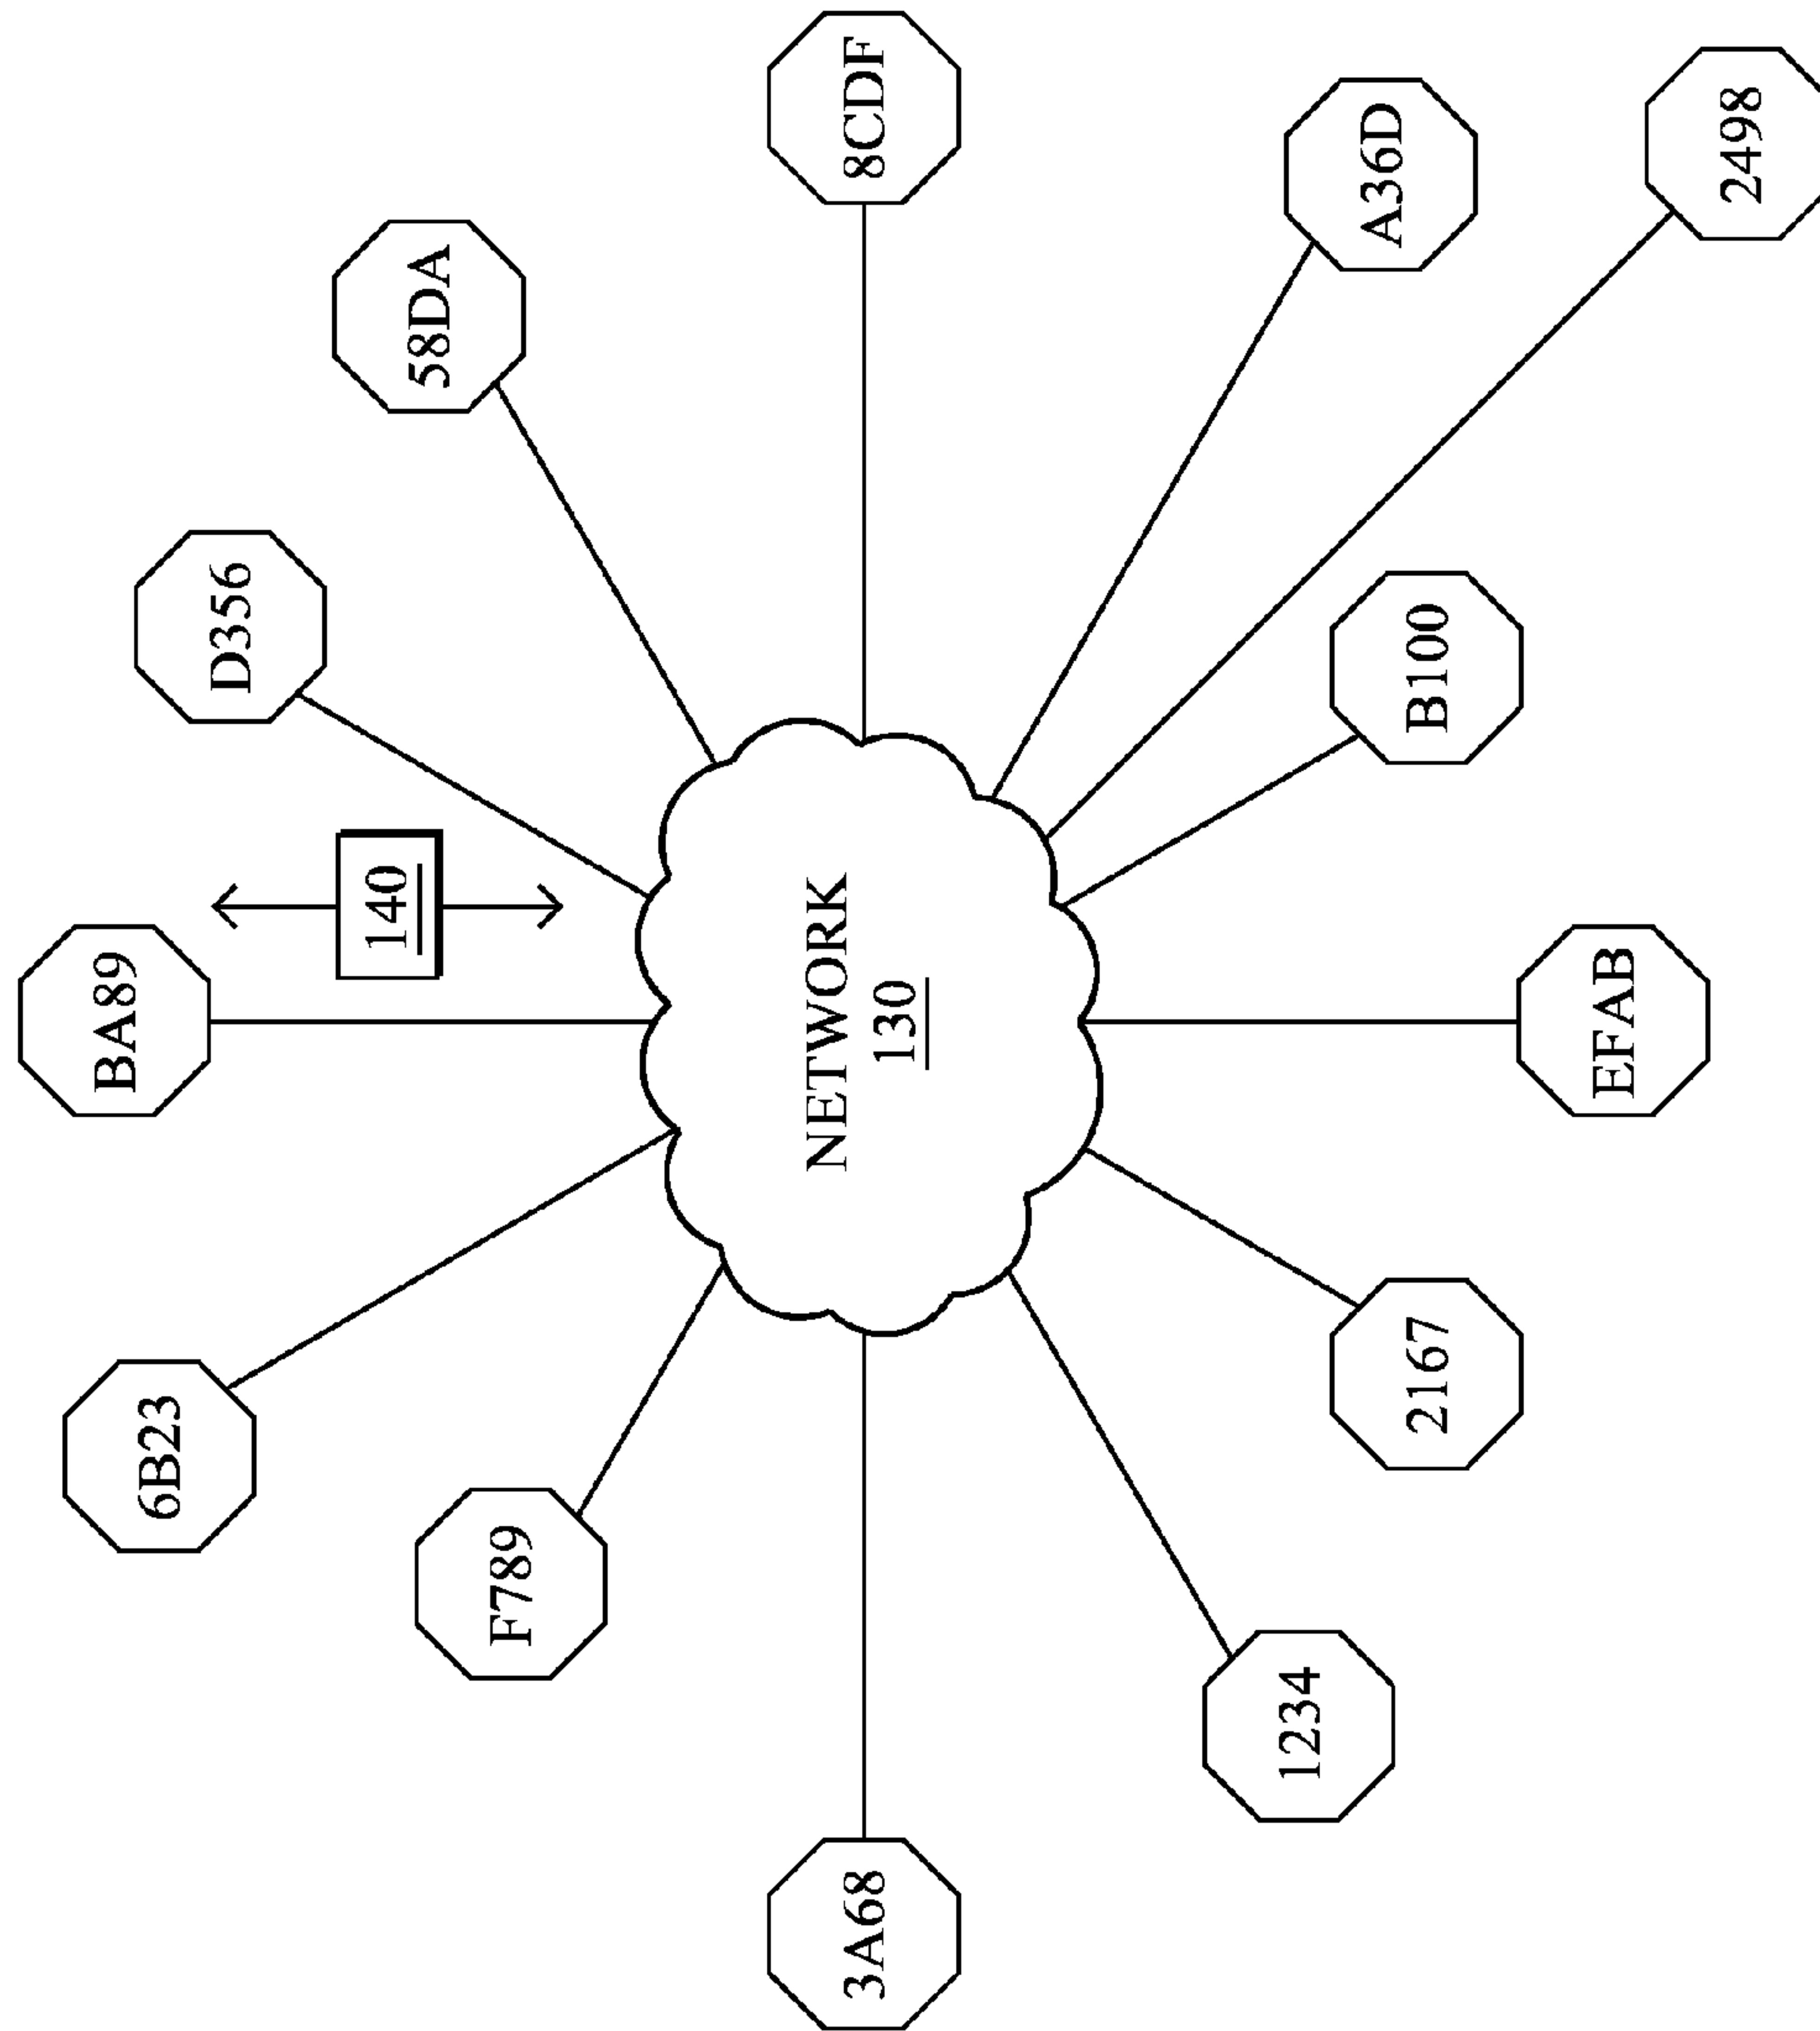 BA89
D356
58DA
6B23
140
F789
NETWORK
130
3A68
8CDF
1234
A36D
2167
B100
EFAB
2498